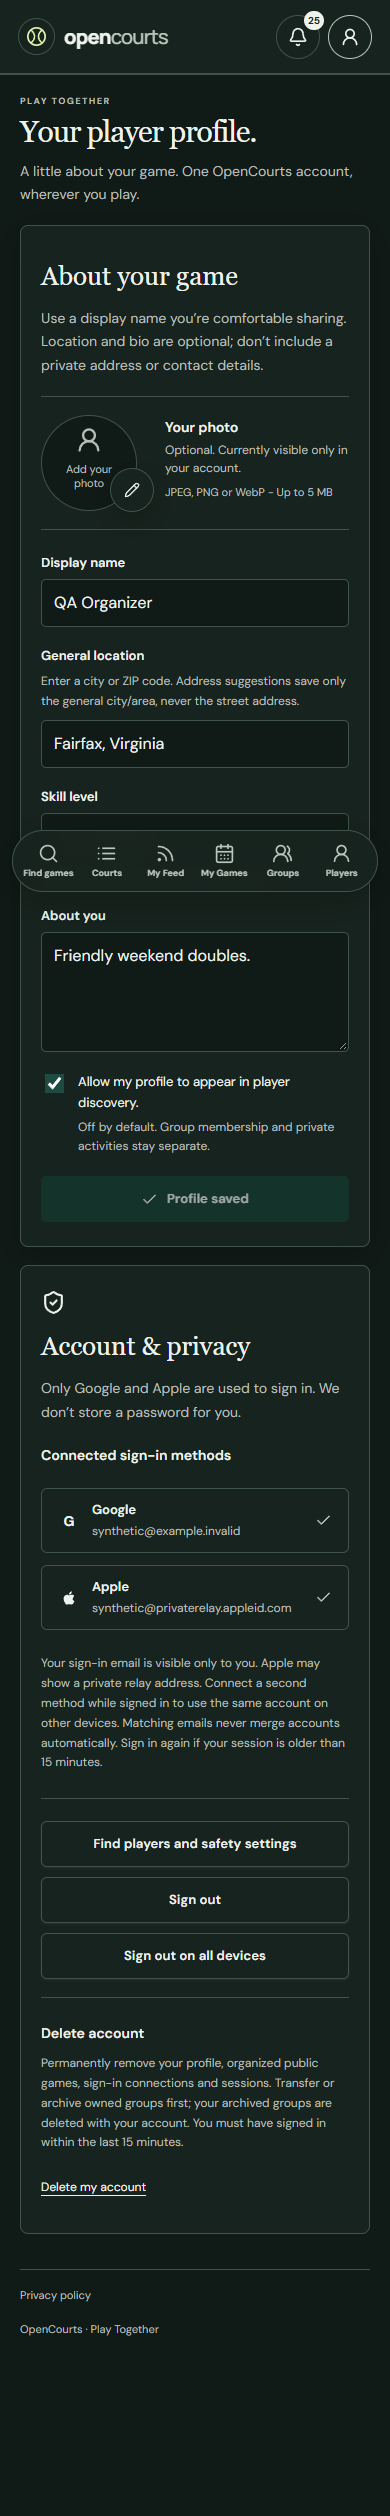 opencourts
25
PLAY TOGETHER
Your player profile.
A little about your game. One OpenCourts account,
wherever you play.
About your game
Use a display name you’re comfortable sharing.
Location and bio are optional; don’t include a
private address or contact details.
Add your
photo
Your photo
Optional. Currently visible only in
your account.
JPEG, PNG or WebP - Up to 5 MB
Display name
QA Organizer
General location
Enter a city or ZIP code. Address suggestions save only
the general city/area, never the street address.
Fairfax, Virginia
Skill level
Find games
Courts
My Feed
My Games
Groups
Players
About you
Friendly weekend doubles.
Allow my profile to appear in player
discovery.
Off by default. Group membership and private
activities stay separate.
Profile saved
Account & privacy
Only Google and Apple are used to sign in. We
don’t store a password for you.
Connected sign-in methods
G
Google
synthetic@example.invalid
Apple
synthetic@privaterelay.appleid.com
Your sign-in email is visible only to you. Apple may
show a private relay address. Connect a second
method while signed in to use the same account on
other devices. Matching emails never merge accounts
automatically. Sign in again if your session is older than
15 minutes.
Find players and safety settings
Sign out
Sign out on all devices
Delete account
Permanently remove your profile, organized public
games, sign-in connections and sessions. Transfer or
archive owned groups first; your archived groups are
deleted with your account. You must have signed in
within the last 15 minutes.
Delete my account
Privacy policy
OpenCourts · Play Together